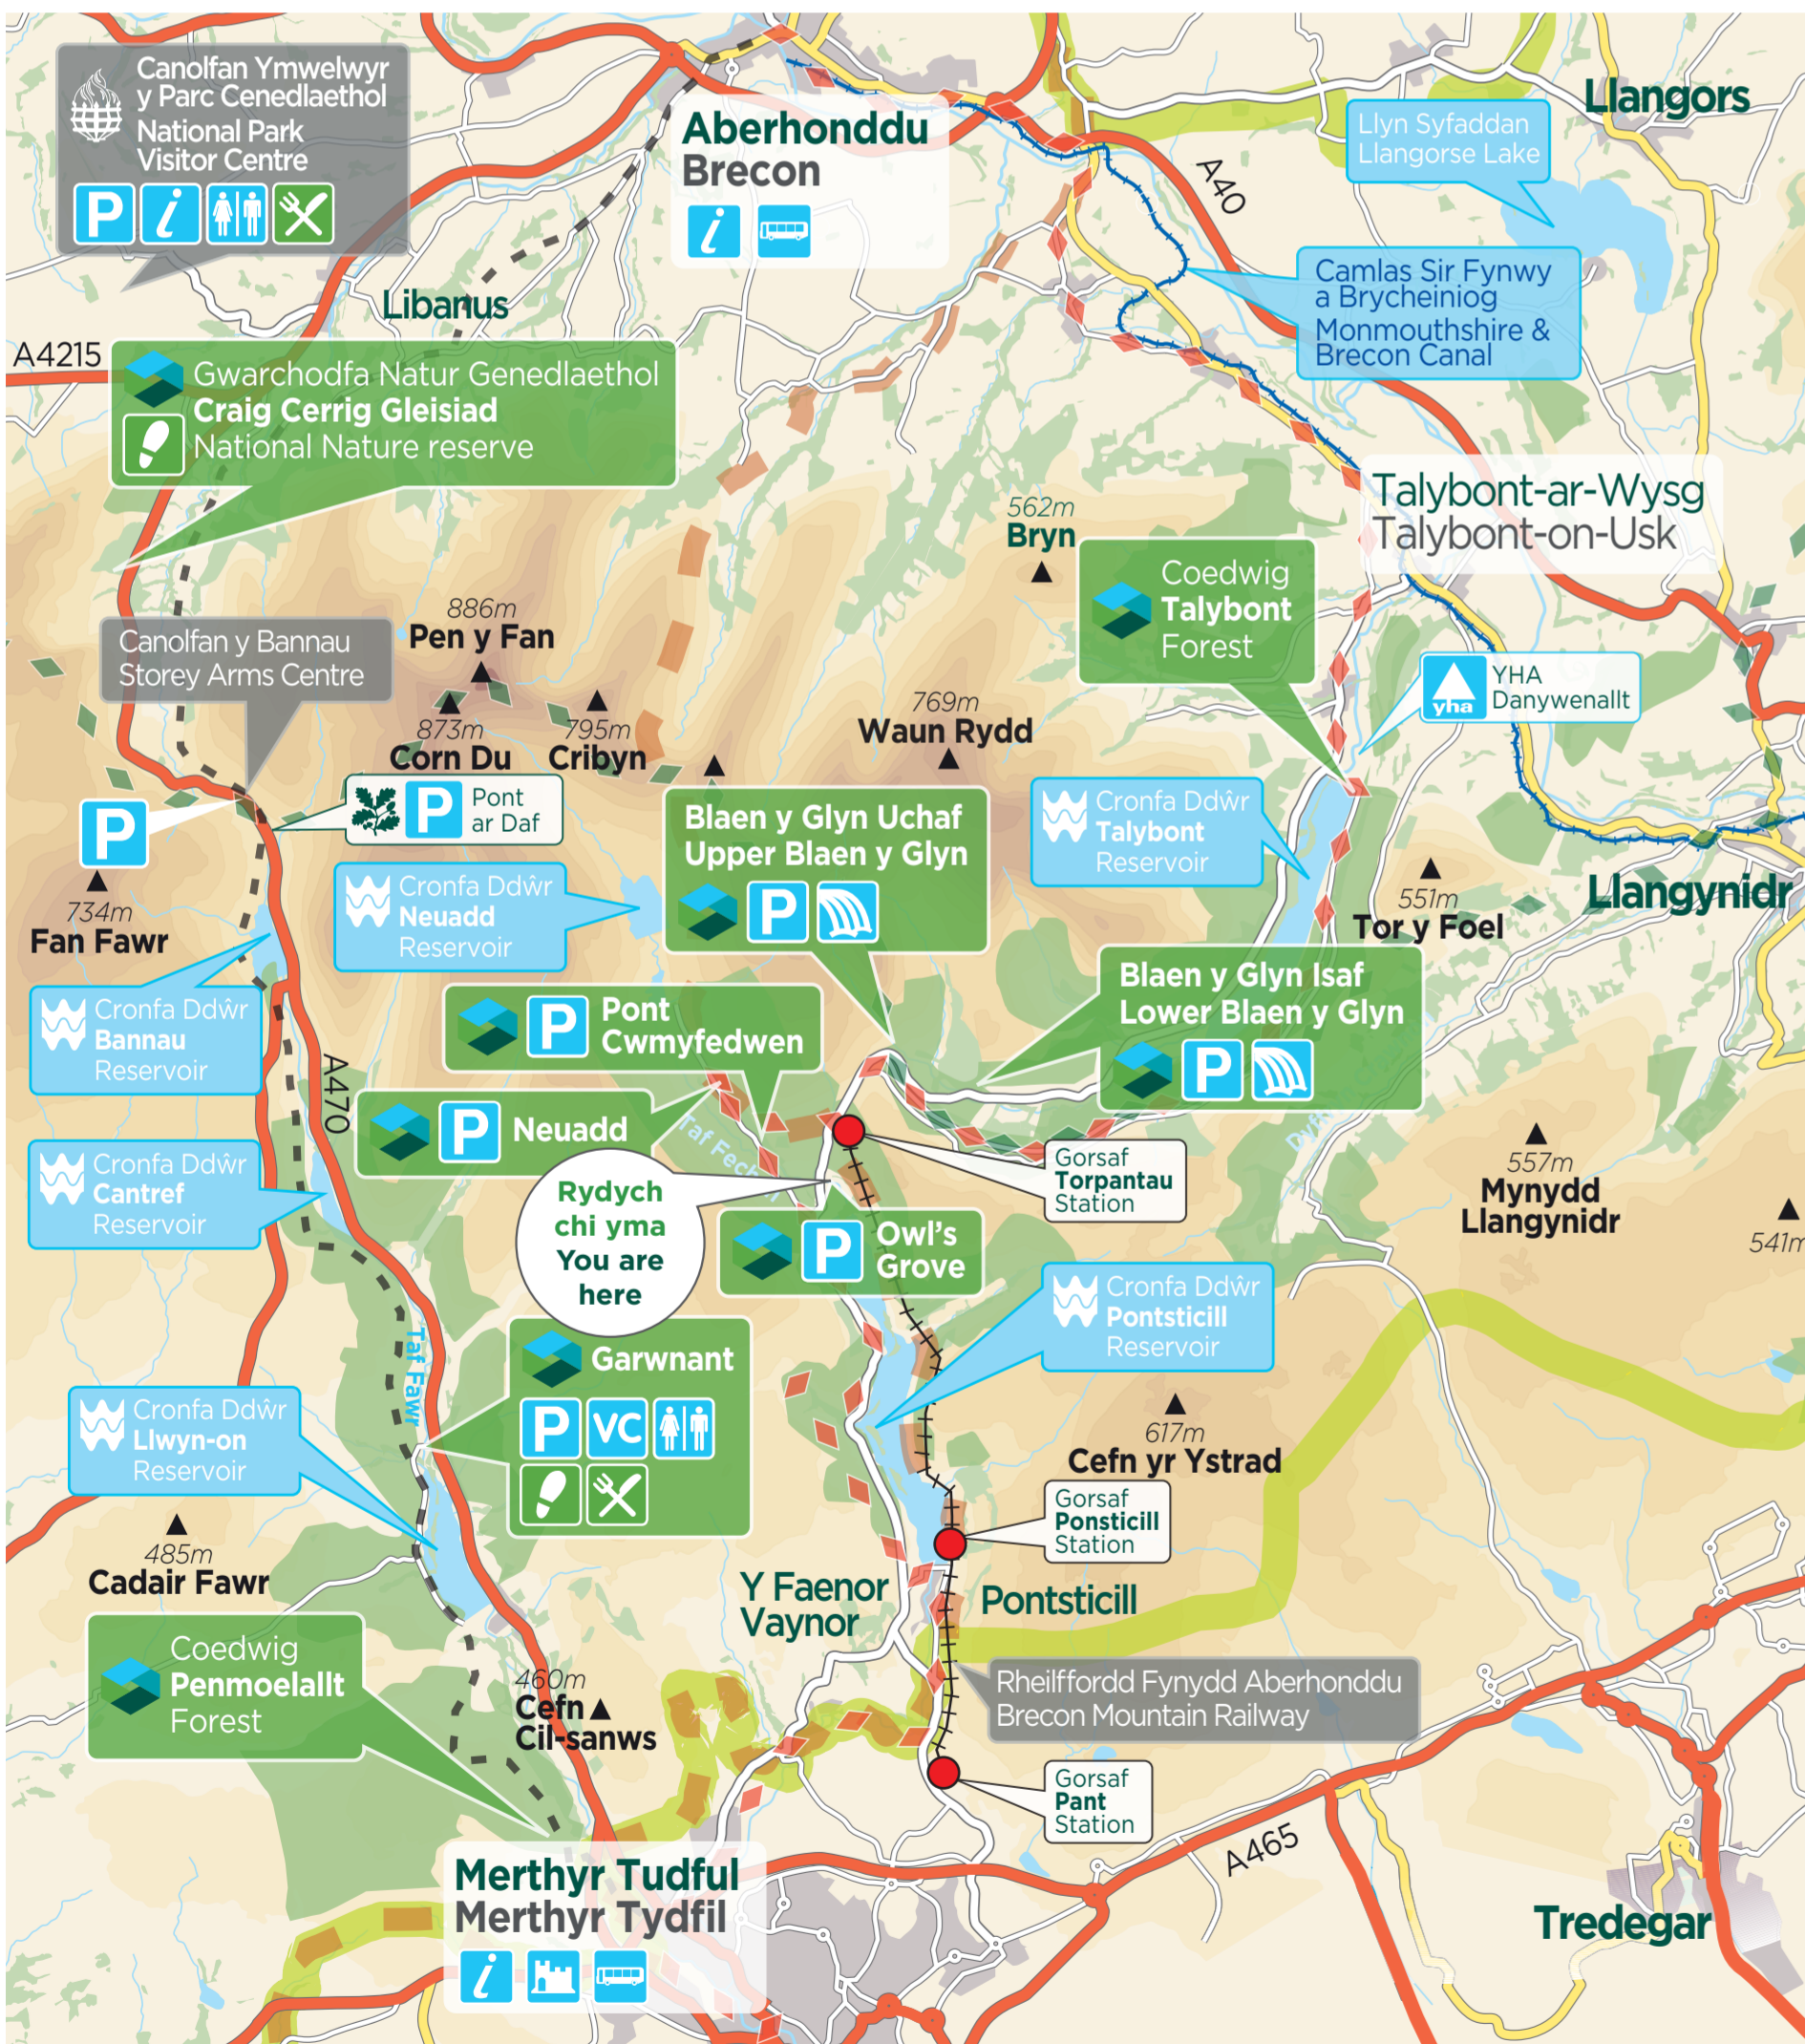 Canolfan Ymwelwyr
y Parc Cenedlaethol
National Park
Visitor Centre
P
i
Aberhonddu
Brecon
i
Llangors
Llyn Syfaddan
Llangorse Lake
A40
Camlas Sir Fynwy
a Brycheiniog
Monmouthshire &
Brecon Canal
Libanus
A4215
Gwarchodfa Natur Genedlaethol
Craig Cerrig Gleisiad
National Nature reserve
Talybont-ar-Wysg
Talybont-on-Usk
562m
Bryn
Coedwig
Talybont
Forest
YHA
Danywenallt
yha
Canolfan y Bannau
Storey Arms Centre
886m
Pen y Fan
873m
Corn Du
795m
Cribyn
769m
Waun Rydd
P
P
Pont
ar Daf
734m
Fan Fawr
Cronfa Ddŵr
Neuadd
Reservoir
Blaen y Glyn Uchaf
Upper Blaen y Glyn
P
Cronfa Ddŵr
Talybont
Reservoir
551m
Tor y Foel
Llangynidr
Cronfa Ddŵr
Bannau
Reservoir
A470
P
Pont
Cwmyfedwen
Blaen y Glyn Isaf
Lower Blaen y Glyn
P
P
Neuadd
Taf Fechan
Cronfa Ddŵr
Cantref
Reservoir
Rydych
chi yma
You are
here
Gorsaf
Torpantau
Station
557m
Mynydd
Llangynidr
541m
P
Owl's
Grove
Cronfa Ddŵr
Pontsticill
Reservoir
Taf Fawr
Garwnant
P
VC
Cronfa Ddŵr
Llwyn-on
Reservoir
617m
Cefn yr Ystrad
Gorsaf
Ponsticill
Station
485m
Cadair Fawr
Y Faenor
Vaynor
Pontsticill
Coedwig
Penmoelallt
Forest
460m
Cefn
Cil-sanws
Rheilffordd Fynydd Aberhonddu
Brecon Mountain Railway
Gorsaf
Pant
Station
A465
Merthyr Tudful
Merthyr Tydfil
i
Tredegar